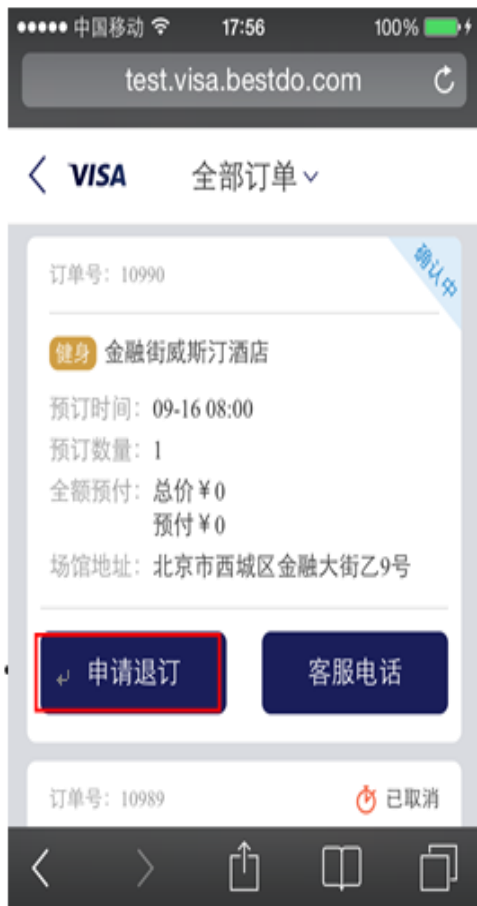 中国移动 17:56 100%
test.visa.bestdo.com
VISA 全部订单
订单号：10990 确认中
健身 金融街威斯汀酒店
预订时间：09-16 08:00
预订数量：1
全额预付：总价￥0
预付￥0
场馆地址：北京市西城区金融大街乙9号
申请退订 客服电话
订单号：10989 已取消